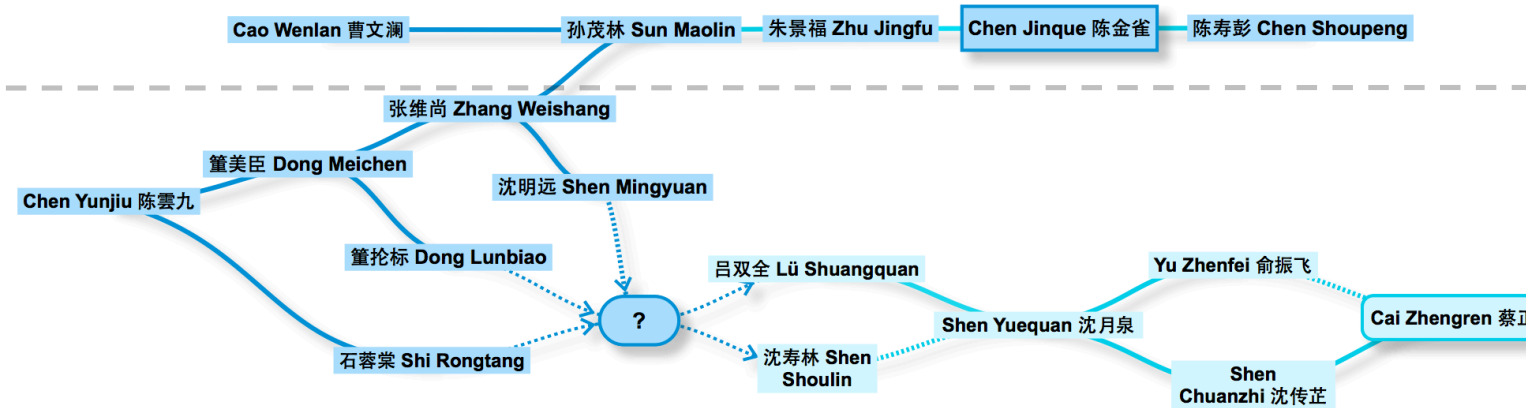 Cao Wenlan 曹文澜
孙茂林 Sun Maolin
朱景福 Zhu Jingfu
Chen Jinque 陈金雀
陈寿彭 Chen Shoupeng
张维尚 Zhang Weishang
董美臣 Dong Meichen
沈明远 Shen Mingyuan
Chen Yunjiu 陈雲九
董抡标 Dong Lunbiao
吕双全 Lü Shuangquan
Yu Zhenfei 俞振飞
?
Shen Yuequan 沈月泉
Cai Zhengren 蔡正
石蓉棠 Shi Rongtang
沈寿林 Shen
Shoulin
Shen
Chuanzhi 沈传芷